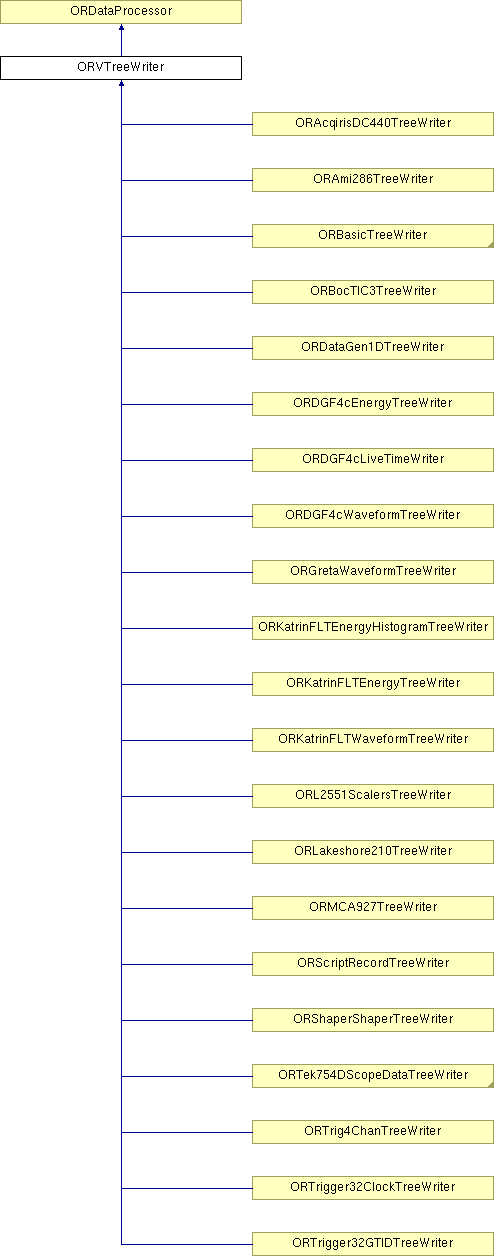 ORDataProcessor
ORVTreeWriter
ORAcqirisDC440TreeWriter
ORAmi286TreeWriter
ORBasicTreeWriter
ORBocTIC3TreeWriter
ORDataGen1DTreeWriter
ORDGF4cEnergyTreeWriter
ORDGF4cLiveTimeWriter
ORDGF4cWaveformTreeWriter
ORGretaWaveformTreeWriter
ORKatrinFLTEnergyHistogramTreeWriter
ORKatrinFLTEnergyTreeWriter
ORKatrinFLTWaveformTreeWriter
ORL2551ScalersTreeWriter
ORLakeshore210TreeWriter
ORMCA927TreeWriter
ORScriptRecordTreeWriter
ORShaperShaperTreeWriter
ORTek754DScopeDataTreeWriter
ORTrig4ChanTreeWriter
ORTrigger32ClockTreeWriter
ORTrigger32GTIDTreeWriter